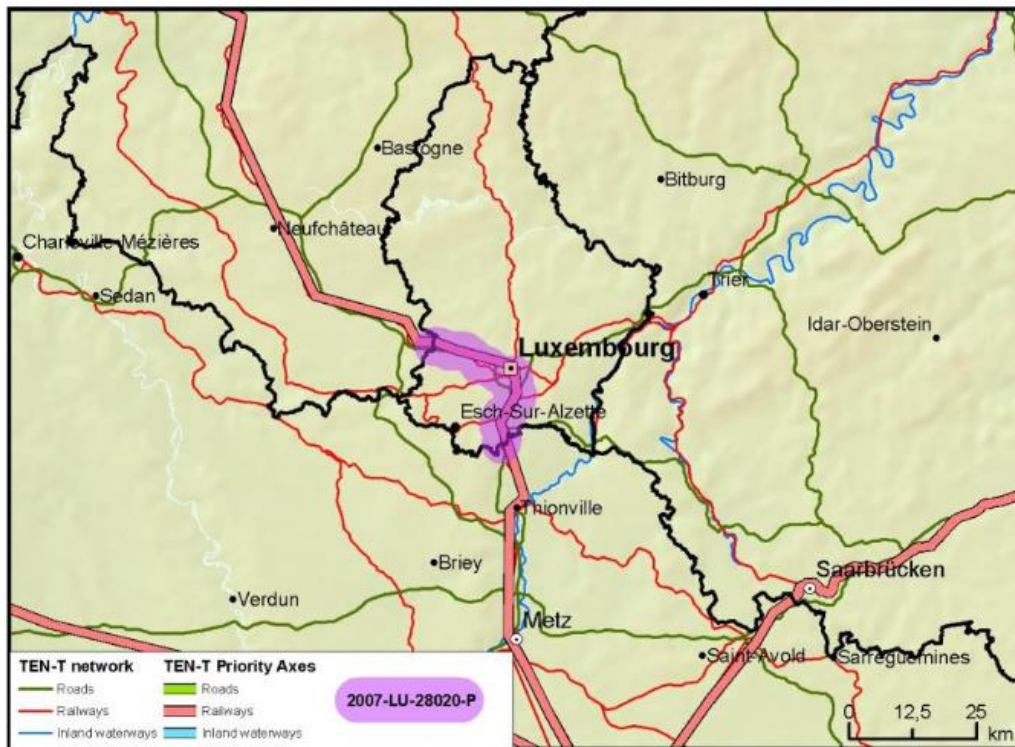 Bastogne
Bitburg
Neufchâteau
Charleville-Mézières
Sedan
Trier
Idar-Oberstein
Luxembourg
Esch-Sur-Alzette
Thionville
Briey
Saarbrücken
Verdun
Metz
Saint-Avold
Sarreguemines
TEN-T network
Roads
Railways
Inland waterways
TEN-T Priority Axes
Roads
Railways
Inland waterways
2007-LU-28020-P
0 12,5 25
km